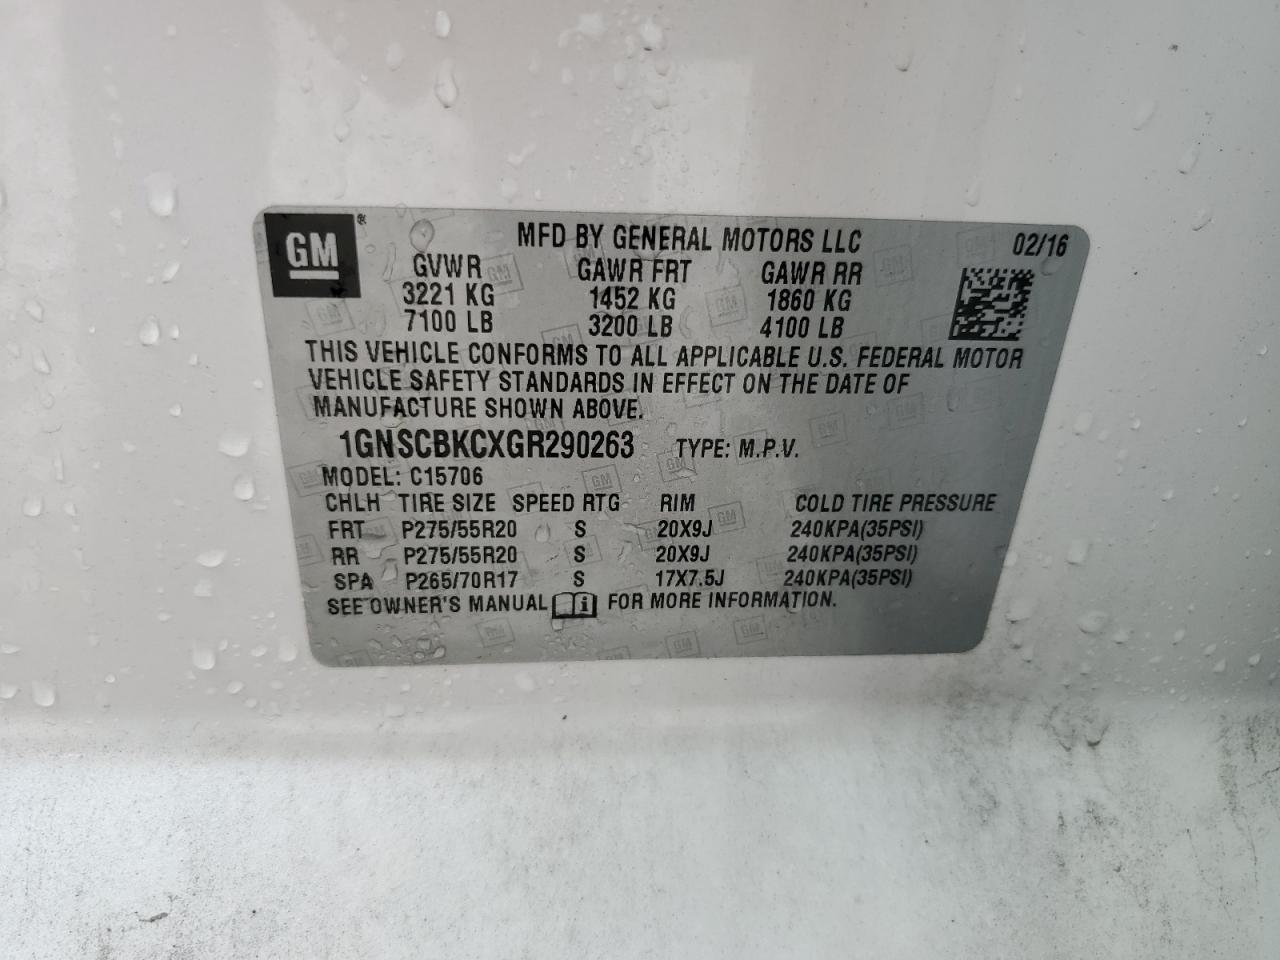 GM ®
MFD BY GENERAL MOTORS LLC 02/16
GVWR GAWR FRT GAWR RR
3221 KG 1452 KG 1860 KG
7100 LB 3200 LB 4100 LB
THIS VEHICLE CONFORMS TO ALL APPLICABLE U.S. FEDERAL MOTOR
VEHICLE SAFETY STANDARDS IN EFFECT ON THE DATE OF
MANUFACTURE SHOWN ABOVE.
1GNSCBKCXGR290263 TYPE: M.P.V.
MODEL: C15706
CHLH TIRE SIZE SPEED RTG RIM COLD TIRE PRESSURE
FRT P275/55R20 S 20X9J 240KPA(35PSI)
RR P275/55R20 S 20X9J 240KPA(35PSI)
SPA P265/70R17 S 17X7.5J 240KPA(35PSI)
SEE OWNER'S MANUAL i FOR MORE INFORMATION.